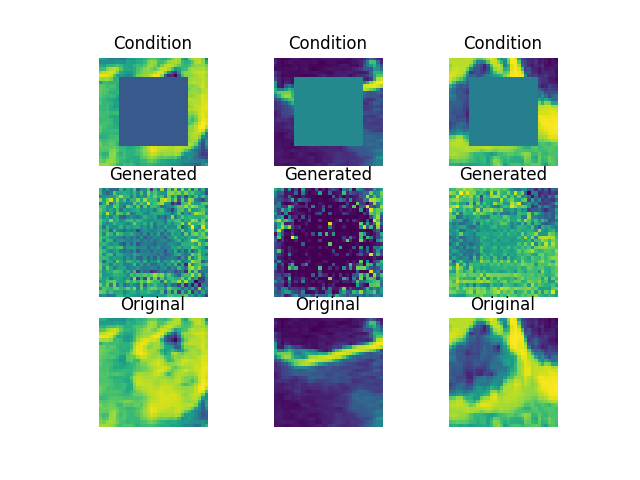 Condition Condition Condition
Generated Generated Generated
Original Original Original